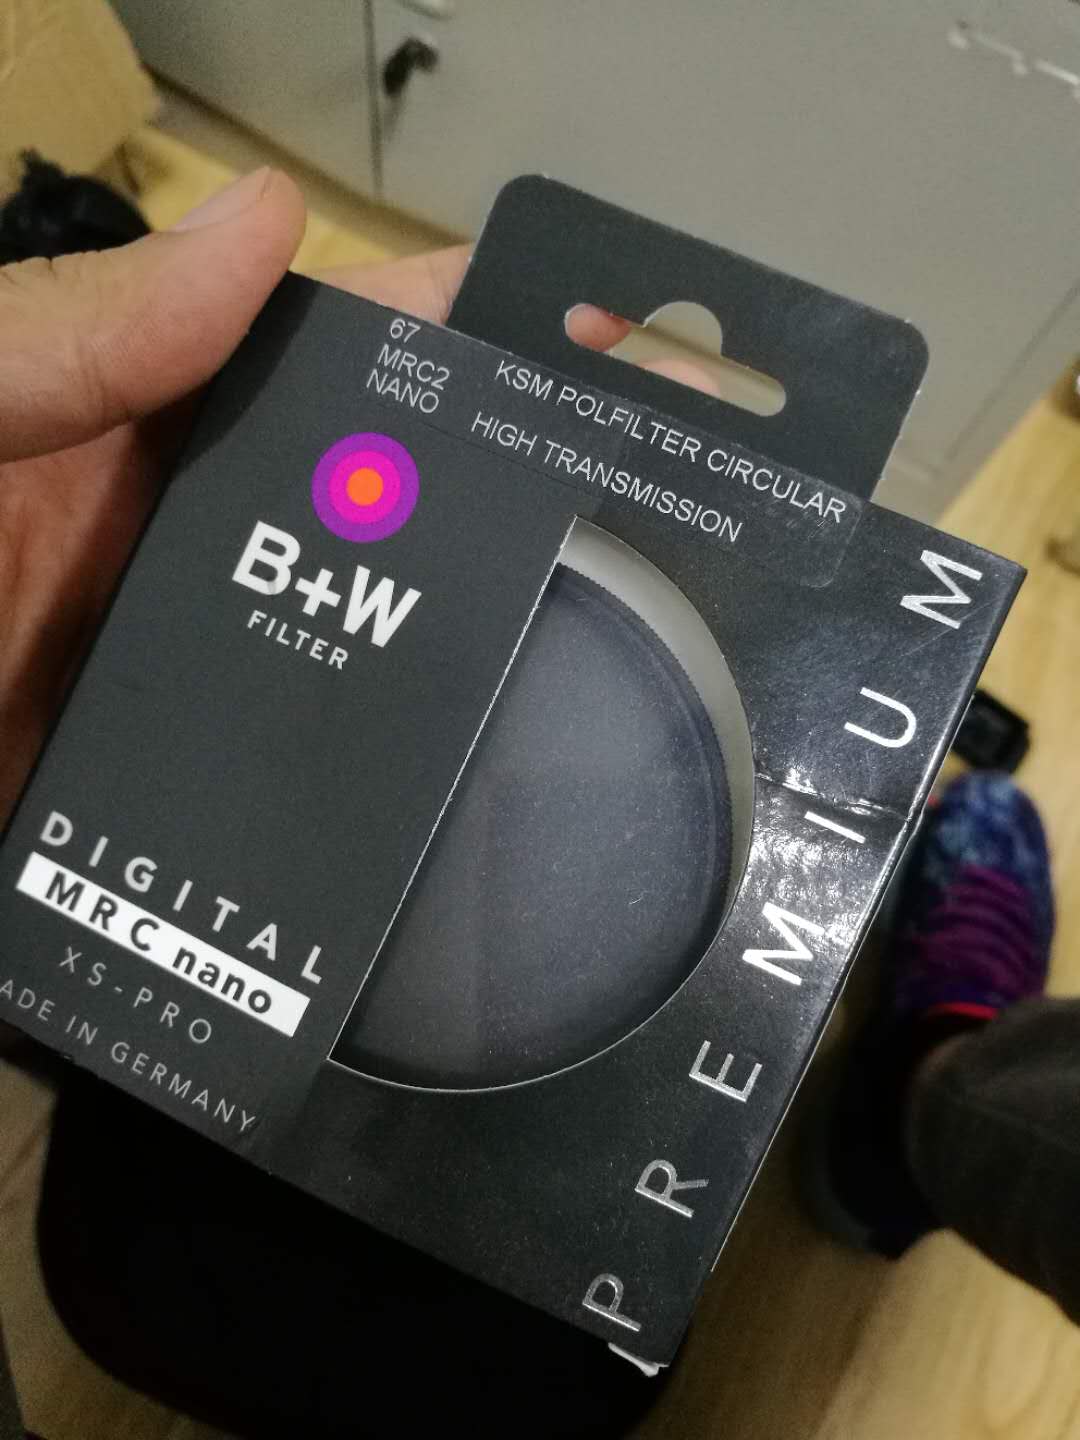 67
MRC2
NANO
KSM POLFILTER CIRCULAR
HIGH TRANSMISSION
B+W
FILTER
DIGITAL
MRC nano
XS-PRO
ADE IN GERMANY
PREMIUM